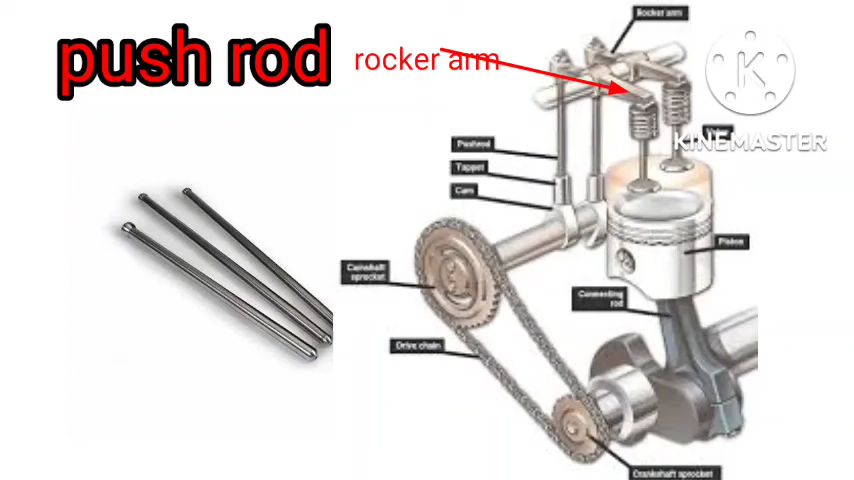 push rod
rocker arm
Rocker arm
K
KINEMASTER
Pushrod
Tappet
Cam
Piston
Camshaft
sprocket
Connecting
rod
Drive chain
Crankshaft sprocket